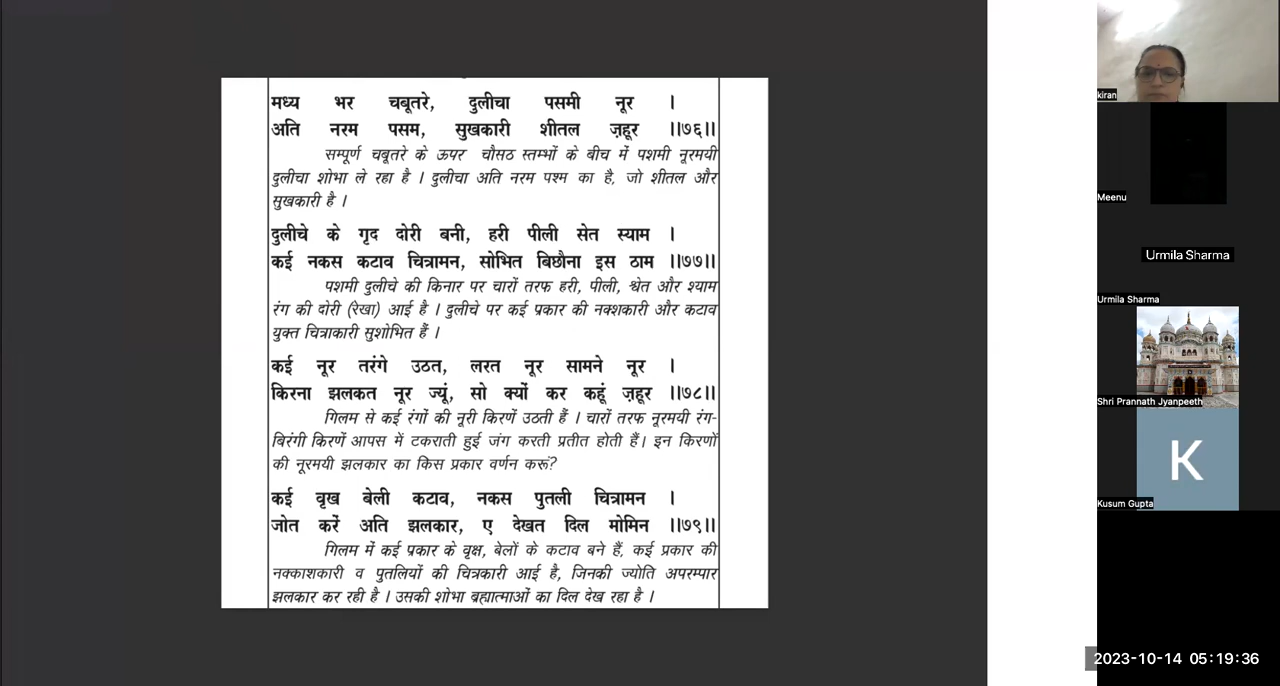 मध्य भर चबूतरे, दुलीचा पसमी नूर ।
अति नरम पसम, सुखकारी शीतल ज़हूर ।।७६।।
सम्पूर्ण चबूतरे के ऊपर चौसठ स्तम्भों के बीच में पशमी नूरमयी
दुलीचा शोभा ले रहा है । दुलीचा अति नरम पश्म का है, जो शीतल और
सुखकारी है ।
दुलीचे के गृद दोरी बनी, हरी पीली सेत स्याम ।
कई नकस कटाव चित्रामन, सोभित बिछौना इस ठाम ।।७७।।
पशमी दुलीचे की किनार पर चारों तरफ हरी, पीली, श्वेत और श्याम
रंग की दोरी (रेखा) आई है । दुलीचे पर कई प्रकार की नक्शकारी और कटाव
युक्त चित्राकारी सुशोभित हैं ।
कई नूर तरंगे उठत, लरत नूर सामने नूर ।
किरना झलकत नूर ज्यूं, सो क्यों कर कहूं ज़हूर ।।७८।।
गिलम से कई रंगों की नूरी किरणें उठती हैं । चारों तरफ नूरमयी रंग-
बिरंगी किरणें आपस में टकराती हुई जंग करती प्रतीत होती हैं। इन किरणों
की नूरमयी झलकार का किस प्रकार वर्णन करूं?
कई वृख बेली कटाव, नकस पुतली चित्रामन ।
जोत करें अति झलकार, ए देखत दिल मोमिन ।।७९।।
गिलम में कई प्रकार के वृक्ष, बेलों के कटाव बने हैं, कई प्रकार की
नक्काशकारी व पुतलियों की चित्रकारी आई है, जिनकी ज्योति अपरम्पार
झलकार कर रही है । उसकी शोभा ब्रह्मात्माओं का दिल देख रहा है ।
kiran
Meenu
Urmila Sharma
Urmila Sharma
Shri Prannath Jyanpeeth
K
Kusum Gupta
2023-10-14 05:19:36